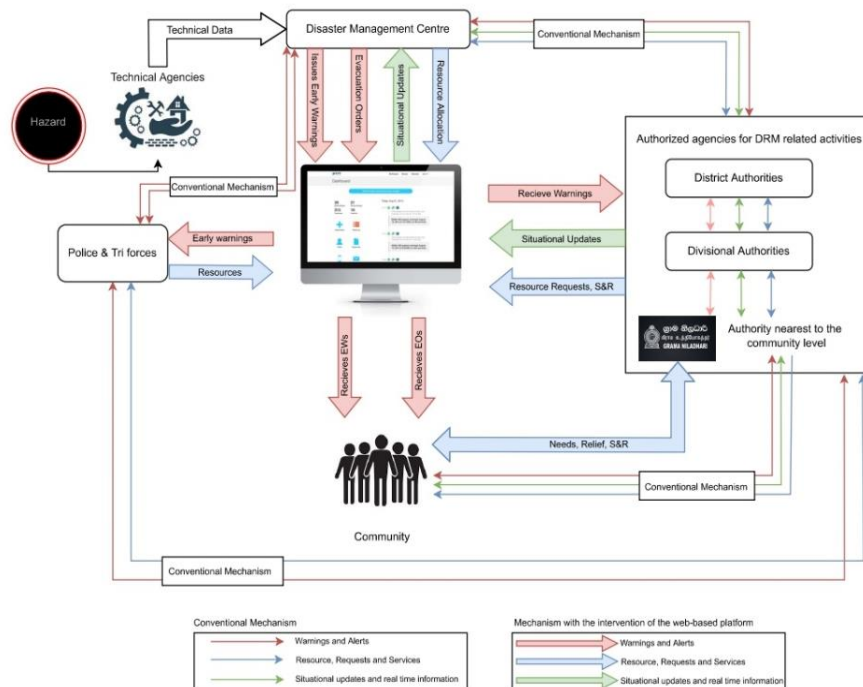 Technical Data
Disaster Management Centre
Conventional Mechanism
Technical Agencies
Hazard
Issues Early Warnings
Evacuation Orders
Situational Updates
Resource Allocation
Authorized agencies for DRM related activities
District Authorities
Conventional Mechanism
Dashboard
Recieve Warnings
Police & Tri forces
Early warnings
Situational Updates
Divisional Authorities
Resources
Resource Requests, S&R
ග්‍රාම නිලධාරී
GRAMA NILADHARI
Authority nearest to the
community level
Recieves EWs
Recieves EOs
Needs, Relief, S&R
Conventional Mechanism
Community
Conventional Mechanism
Conventional Mechanism
Warnings and Alerts
Resource, Requests and Services
Situational updates and real time information
Mechanism with the intervention of the web-based platform
Warnings and Alerts
Resource, Requests and Services
Situational updates and real time information